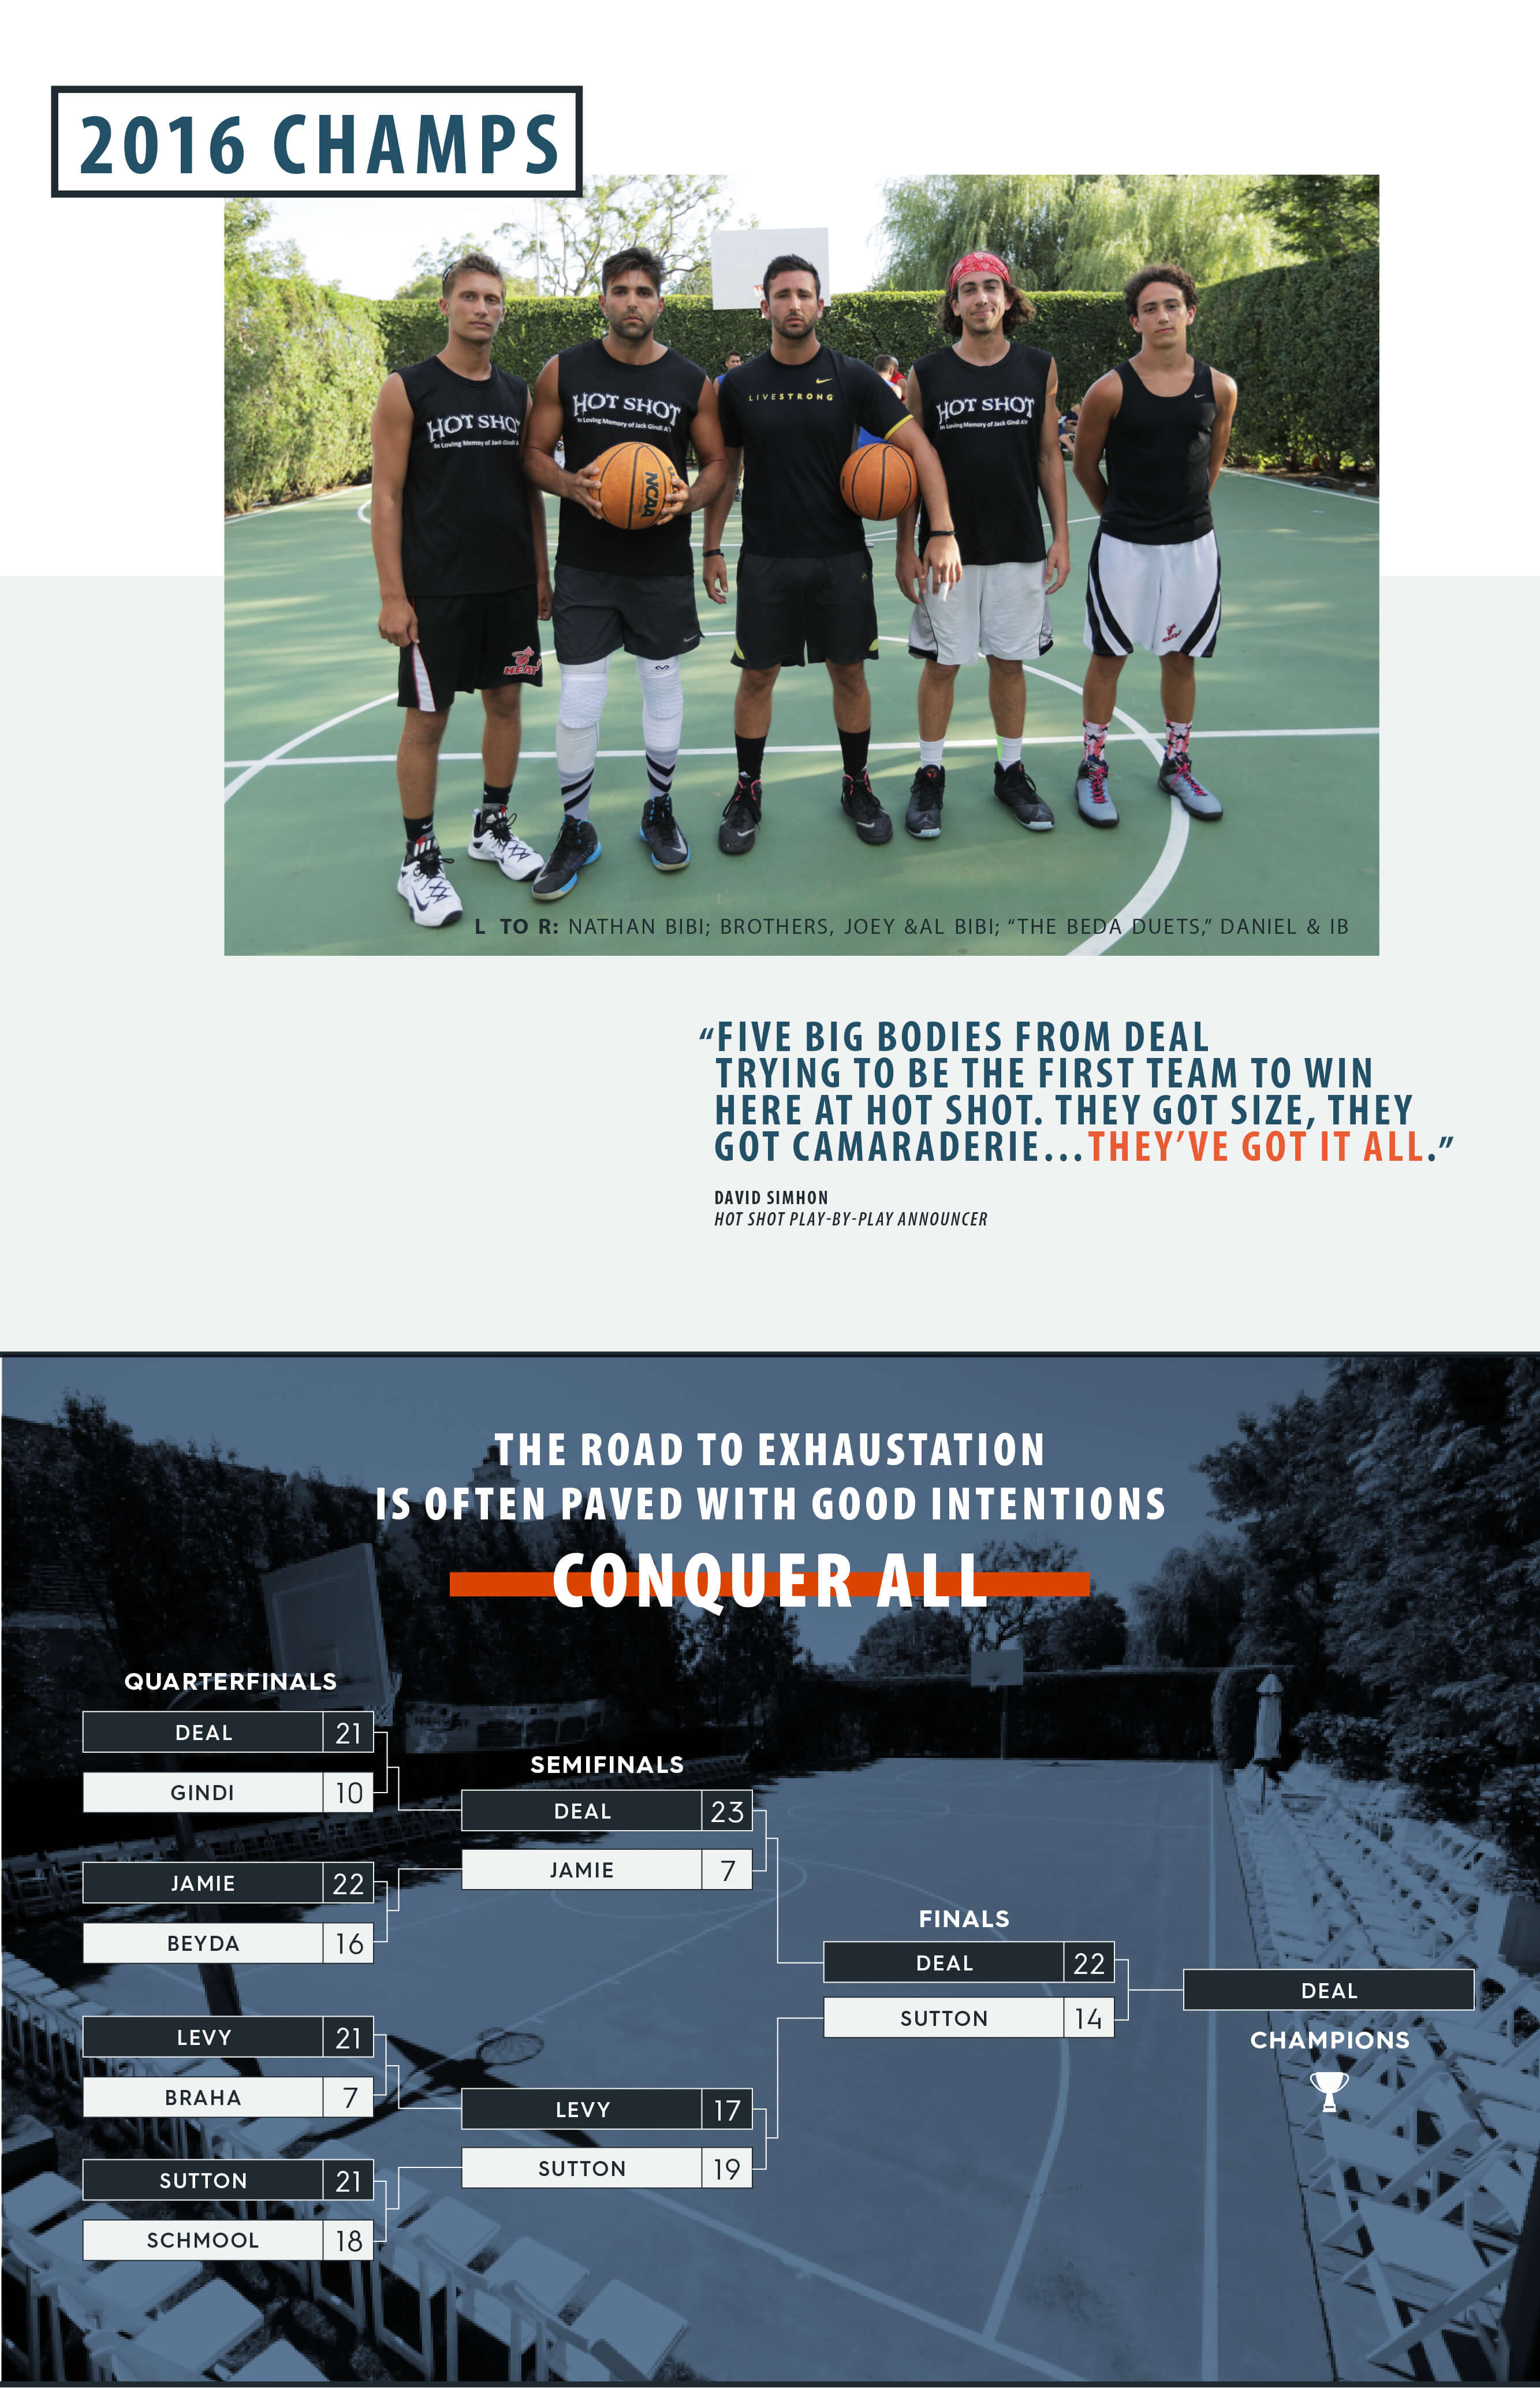 2016 CHAMPS
HOT SHO
In Loving Memory of Jack Gindi A
HOT SHOT
In Loving Memory of Jack Gindi A'H
LIVESTRONG
HOT SHOT
In Loving Memory of Jack Gindi A'H
NCAA
HEAT
HEAT
L TO R: NATHAN BIBI; BROTHERS, JOEY &AL BIBI; “THE BEDA DUETS,” DANIEL & IB
“FIVE BIG BODIES FROM DEAL
TRYING TO BE THE FIRST TEAM TO WIN
HERE AT HOT SHOT. THEY GOT SIZE, THEY
GOT CAMARADERIE...THEY’VE GOT IT ALL.”
DAVID SIMHON
HOT SHOT PLAY-BY-PLAY ANNOUNCER
THE ROAD TO EXHAUSTATION
IS OFTEN PAVED WITH GOOD INTENTIONS
CONQUER ALL
QUARTERFINALS
DEAL 21
GINDI 10
JAMIE 22
BEYDA 16
LEVY 21
BRAHA 7
SUTTON 21
SCHMOOL 18
SEMIFINALS
DEAL 23
JAMIE 7
LEVY 17
SUTTON 19
FINALS
DEAL 22
SUTTON 14
DEAL
CHAMPIONS